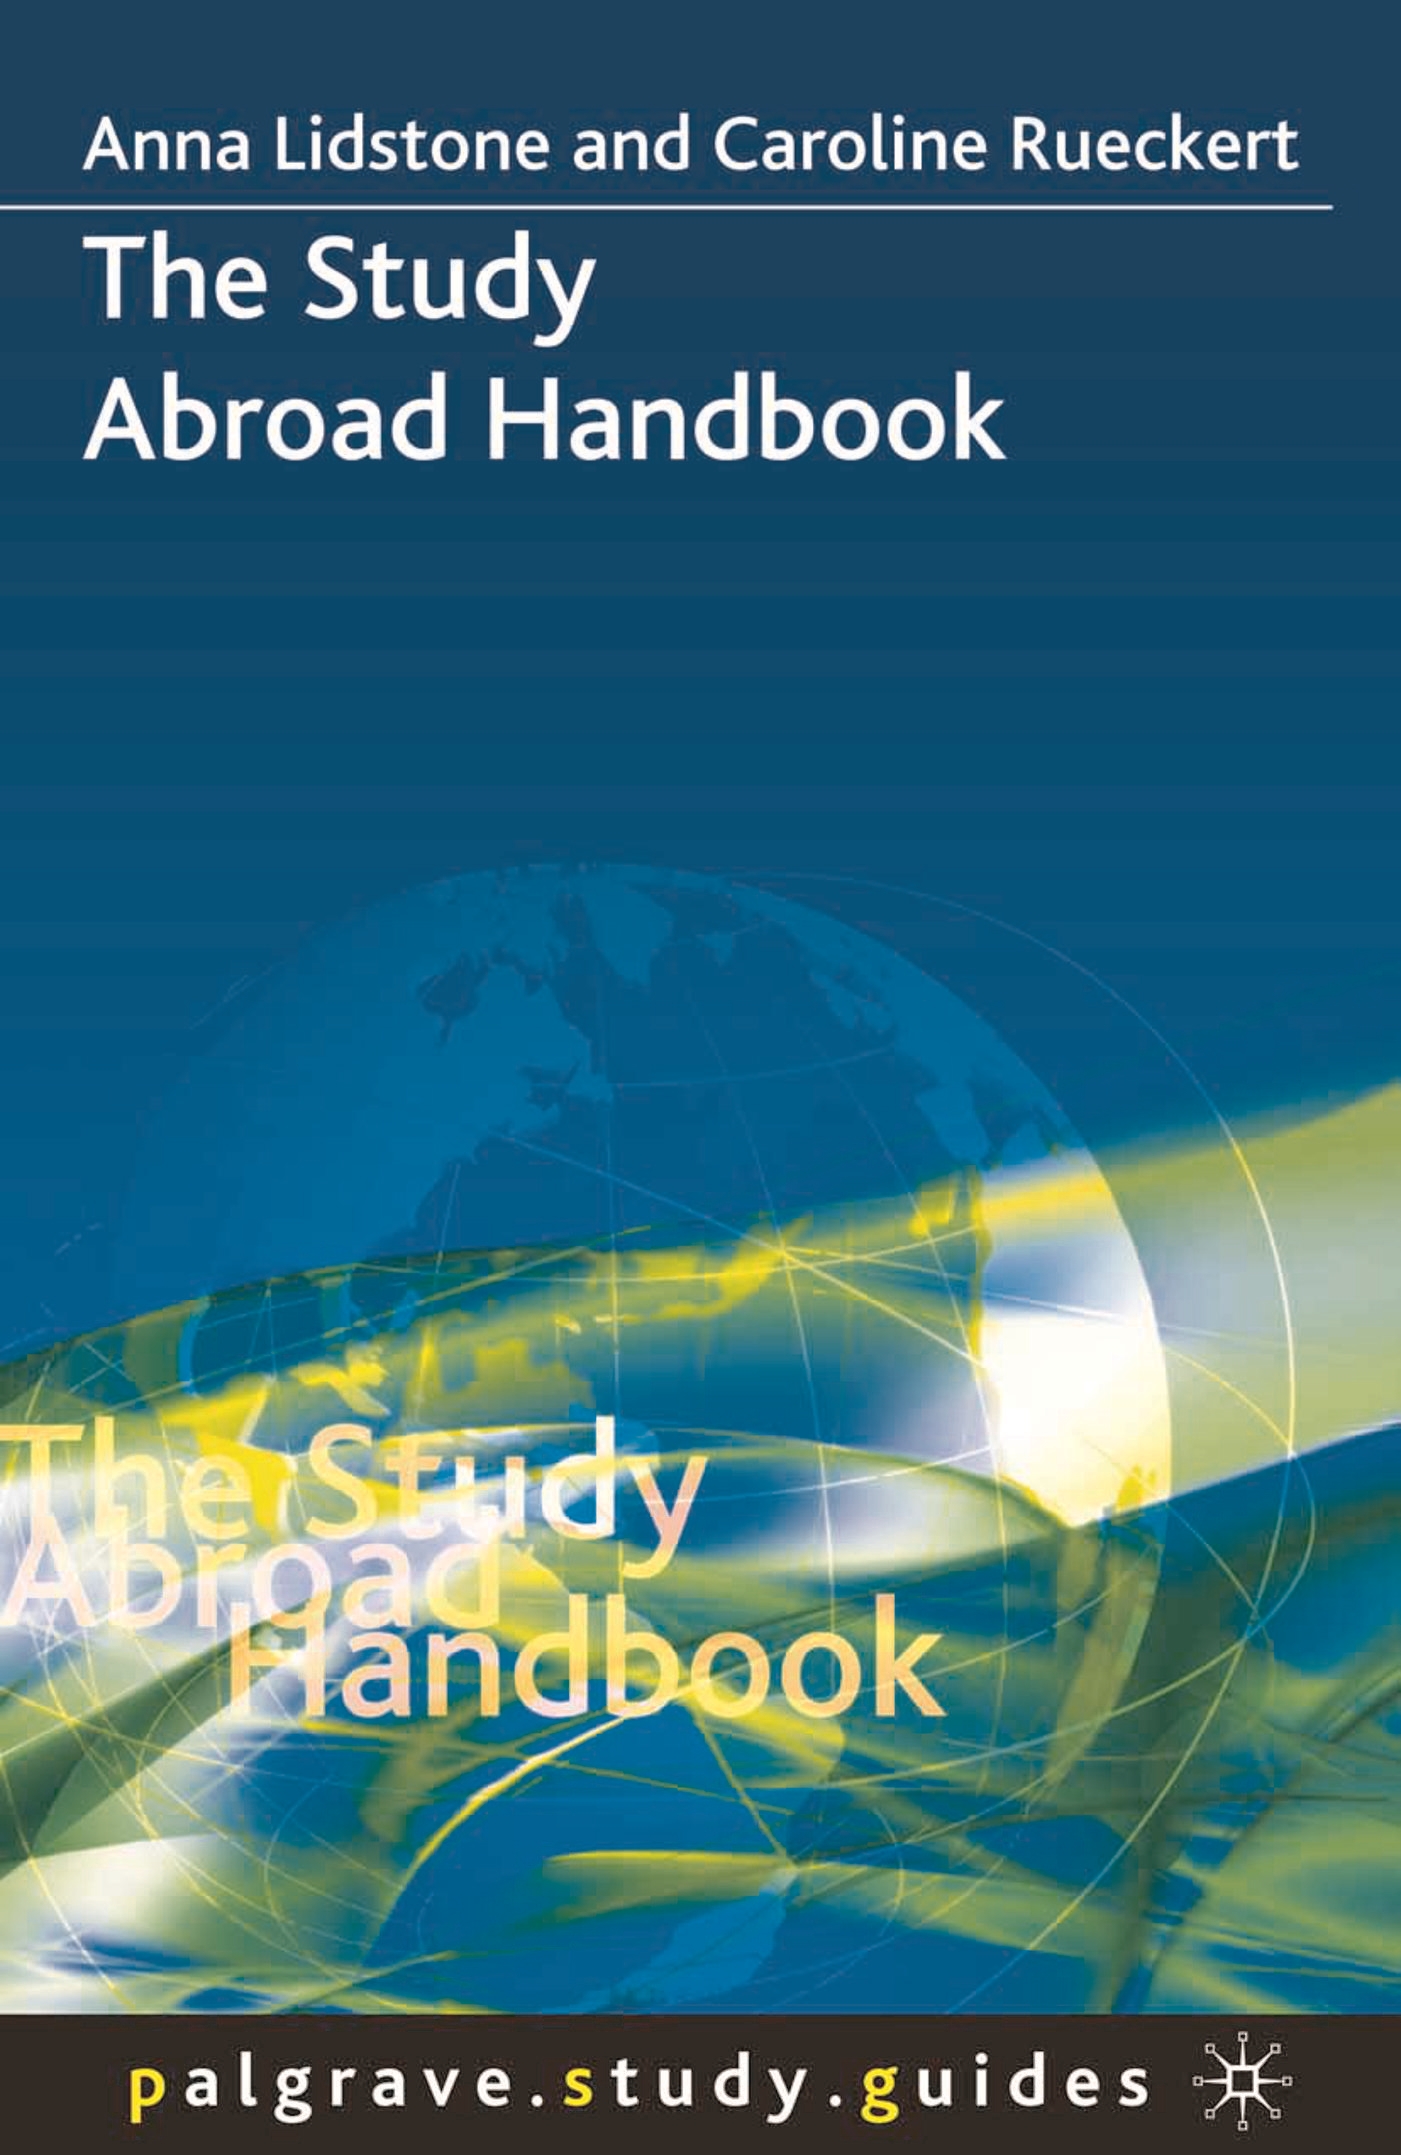 Anna Lidstone and Caroline Rueckert
The Study
Abroad Handbook
The Study
Abroad
Handbook
palgrave.study.guides